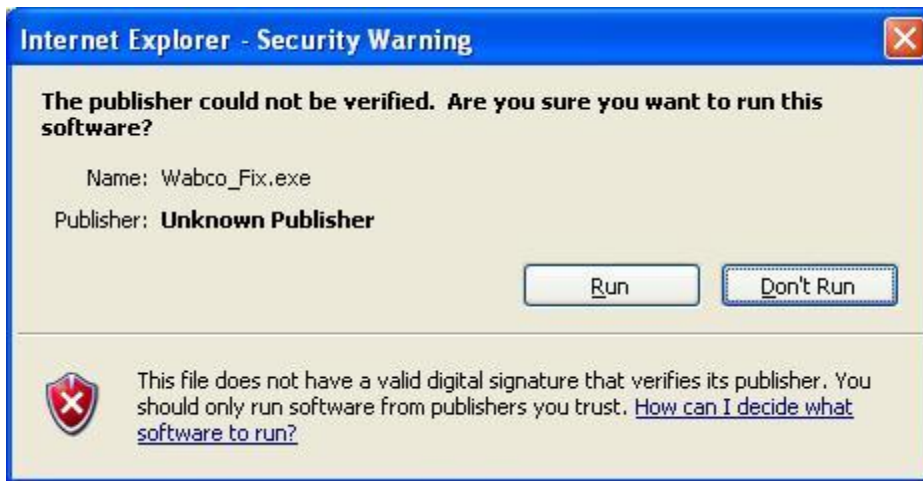 Internet Explorer - Security Warning
The publisher could not be verified.  Are you sure you want to run this
software?
Name: Wabco_Fix.exe
Publisher: Unknown Publisher
Run
Don't Run
This file does not have a valid digital signature that verifies its publisher. You
should only run software from publishers you trust. How can I decide what
software to run?